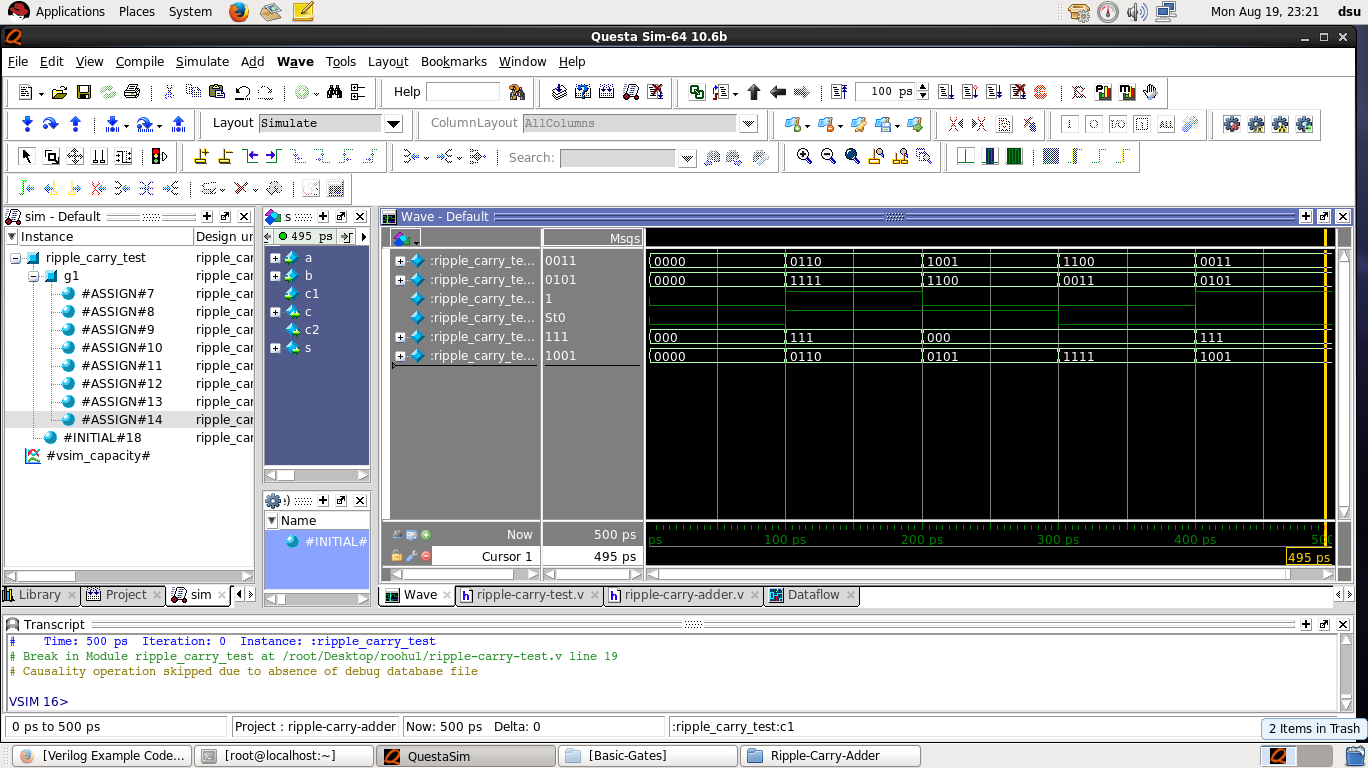 Applications Places System Mon Aug 19, 23:21 dsu
Questa Sim-64 10.6b
File Edit View Compile Simulate Add Wave Tools Layout Bookmarks Window Help
Help 100 ps
Layout Simulate ColumnLayout AllColumns
Search:
sim - Default
Instance Design un
ripple_carry_test ripple_car
g1 ripple_car
#ASSIGN#7 ripple_car
#ASSIGN#8 ripple_car
#ASSIGN#9 ripple_car
#ASSIGN#10 ripple_car
#ASSIGN#11 ripple_car
#ASSIGN#12 ripple_car
#ASSIGN#13 ripple_car
#ASSIGN#14 ripple_car
#INITIAL#18 ripple_car
#vsim_capacity#
s
495 ps
a
b
c1
c
c2
s
Name
#INITIAL#
Wave - Default
Msgs
:ripple_carry_te... 0011 0000 0110 1001 1100 0011
:ripple_carry_te... 0101 0000 1111 1100 0011 0101
:ripple_carry_te... 1
:ripple_carry_te... St0
:ripple_carry_te... 111 000 111 000 111
:ripple_carry_te... 1001 0000 0110 0101 1111 1001
Now 500 ps ps 100 ps 200 ps 300 ps 400 ps 500
Cursor 1 495 ps 495 ps
Library Project sim
Wave ripple-carry-test.v ripple-carry-adder.v Dataflow
Transcript
# Time: 500 ps Iteration: 0 Instance: :ripple_carry_test
# Break in Module ripple_carry_test at /root/Desktop/roohul/ripple-carry-test.v line 19
# Causality operation skipped due to absence of debug database file
VSIM 16>
0 ps to 500 ps Project : ripple-carry-adder Now: 500 ps Delta: 0 :ripple_carry_test:c1
2 Items in Trash
[Verilog Example Code... [root@localhost:~] QuestaSim [Basic-Gates] Ripple-Carry-Adder